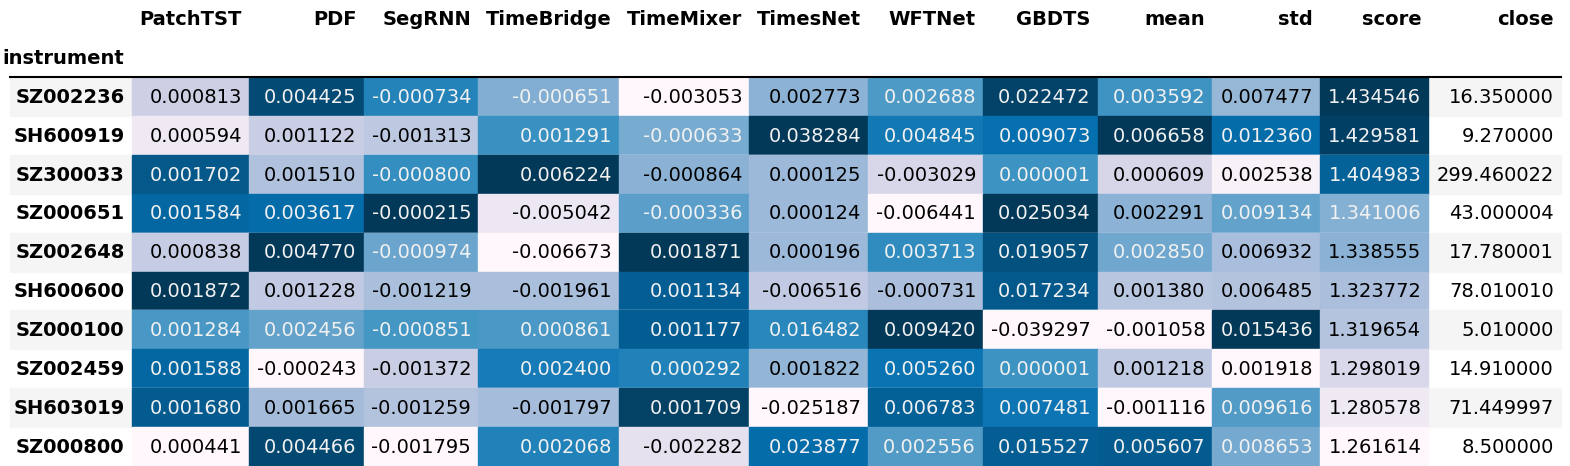 PatchTST PDF SegRNN TimeBridge TimeMixer TimesNet WFTNet GBDTS mean std score close
instrument
SZ002236 0.000813 0.004425 -0.000734 -0.000651 -0.003053 0.002773 0.002688 0.022472 0.003592 0.007477 1.434546 16.350000
SH600919 0.000594 0.001122 -0.001313 0.001291 -0.000633 0.038284 0.004845 0.009073 0.006658 0.012360 1.429581 9.270000
SZ300033 0.001702 0.001510 -0.000800 0.006224 -0.000864 0.000125 -0.003029 0.000001 0.000609 0.002538 1.404983 299.460022
SZ000651 0.001584 0.003617 -0.000215 -0.005042 -0.000336 0.000124 -0.006441 0.025034 0.002291 0.009134 1.341006 43.000004
SZ002648 0.000838 0.004770 -0.000974 -0.006673 0.001871 0.000196 0.003713 0.019057 0.002850 0.006932 1.338555 17.780001
SH600600 0.001872 0.001228 -0.001219 -0.001961 0.001134 -0.006516 -0.000731 0.017234 0.001380 0.006485 1.323772 78.010010
SZ000100 0.001284 0.002456 -0.000851 0.000861 0.001177 0.016482 0.009420 -0.039297 -0.001058 0.015436 1.319654 5.010000
SZ002459 0.001588 -0.000243 -0.001372 0.002400 0.000292 0.001822 0.005260 0.000001 0.001218 0.001918 1.298019 14.910000
SH603019 0.001680 0.001665 -0.001259 -0.001797 0.001709 -0.025187 0.006783 0.007481 -0.001116 0.009616 1.280578 71.449997
SZ000800 0.000441 0.004466 -0.001795 0.002068 -0.002282 0.023877 0.002556 0.015527 0.005607 0.008653 1.261614 8.500000